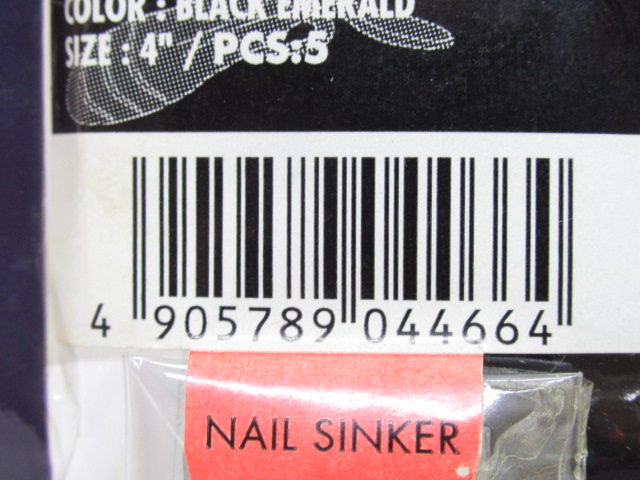 COLOR : BLACK EMERALD
SIZE : 4" / PCS:5
4 905789 044664
NAIL SINKER